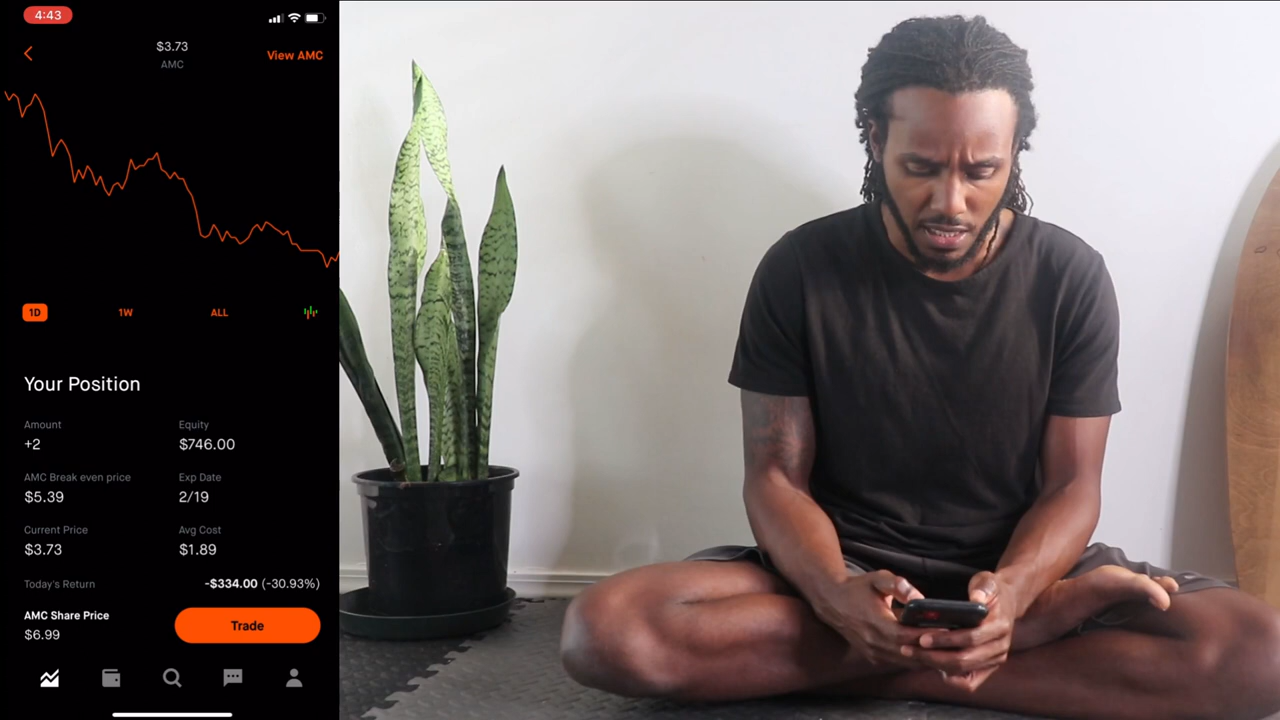 4:43
$3.73
AMC
View AMC
1D 1W ALL
Your Position
Amount Equity
+2 $746.00
AMC Break even price Exp Date
$5.39 2/19
Current Price Avg Cost
$3.73 $1.89
Today's Return -$334.00 (-30.93%)
AMC Share Price
$6.99
Trade